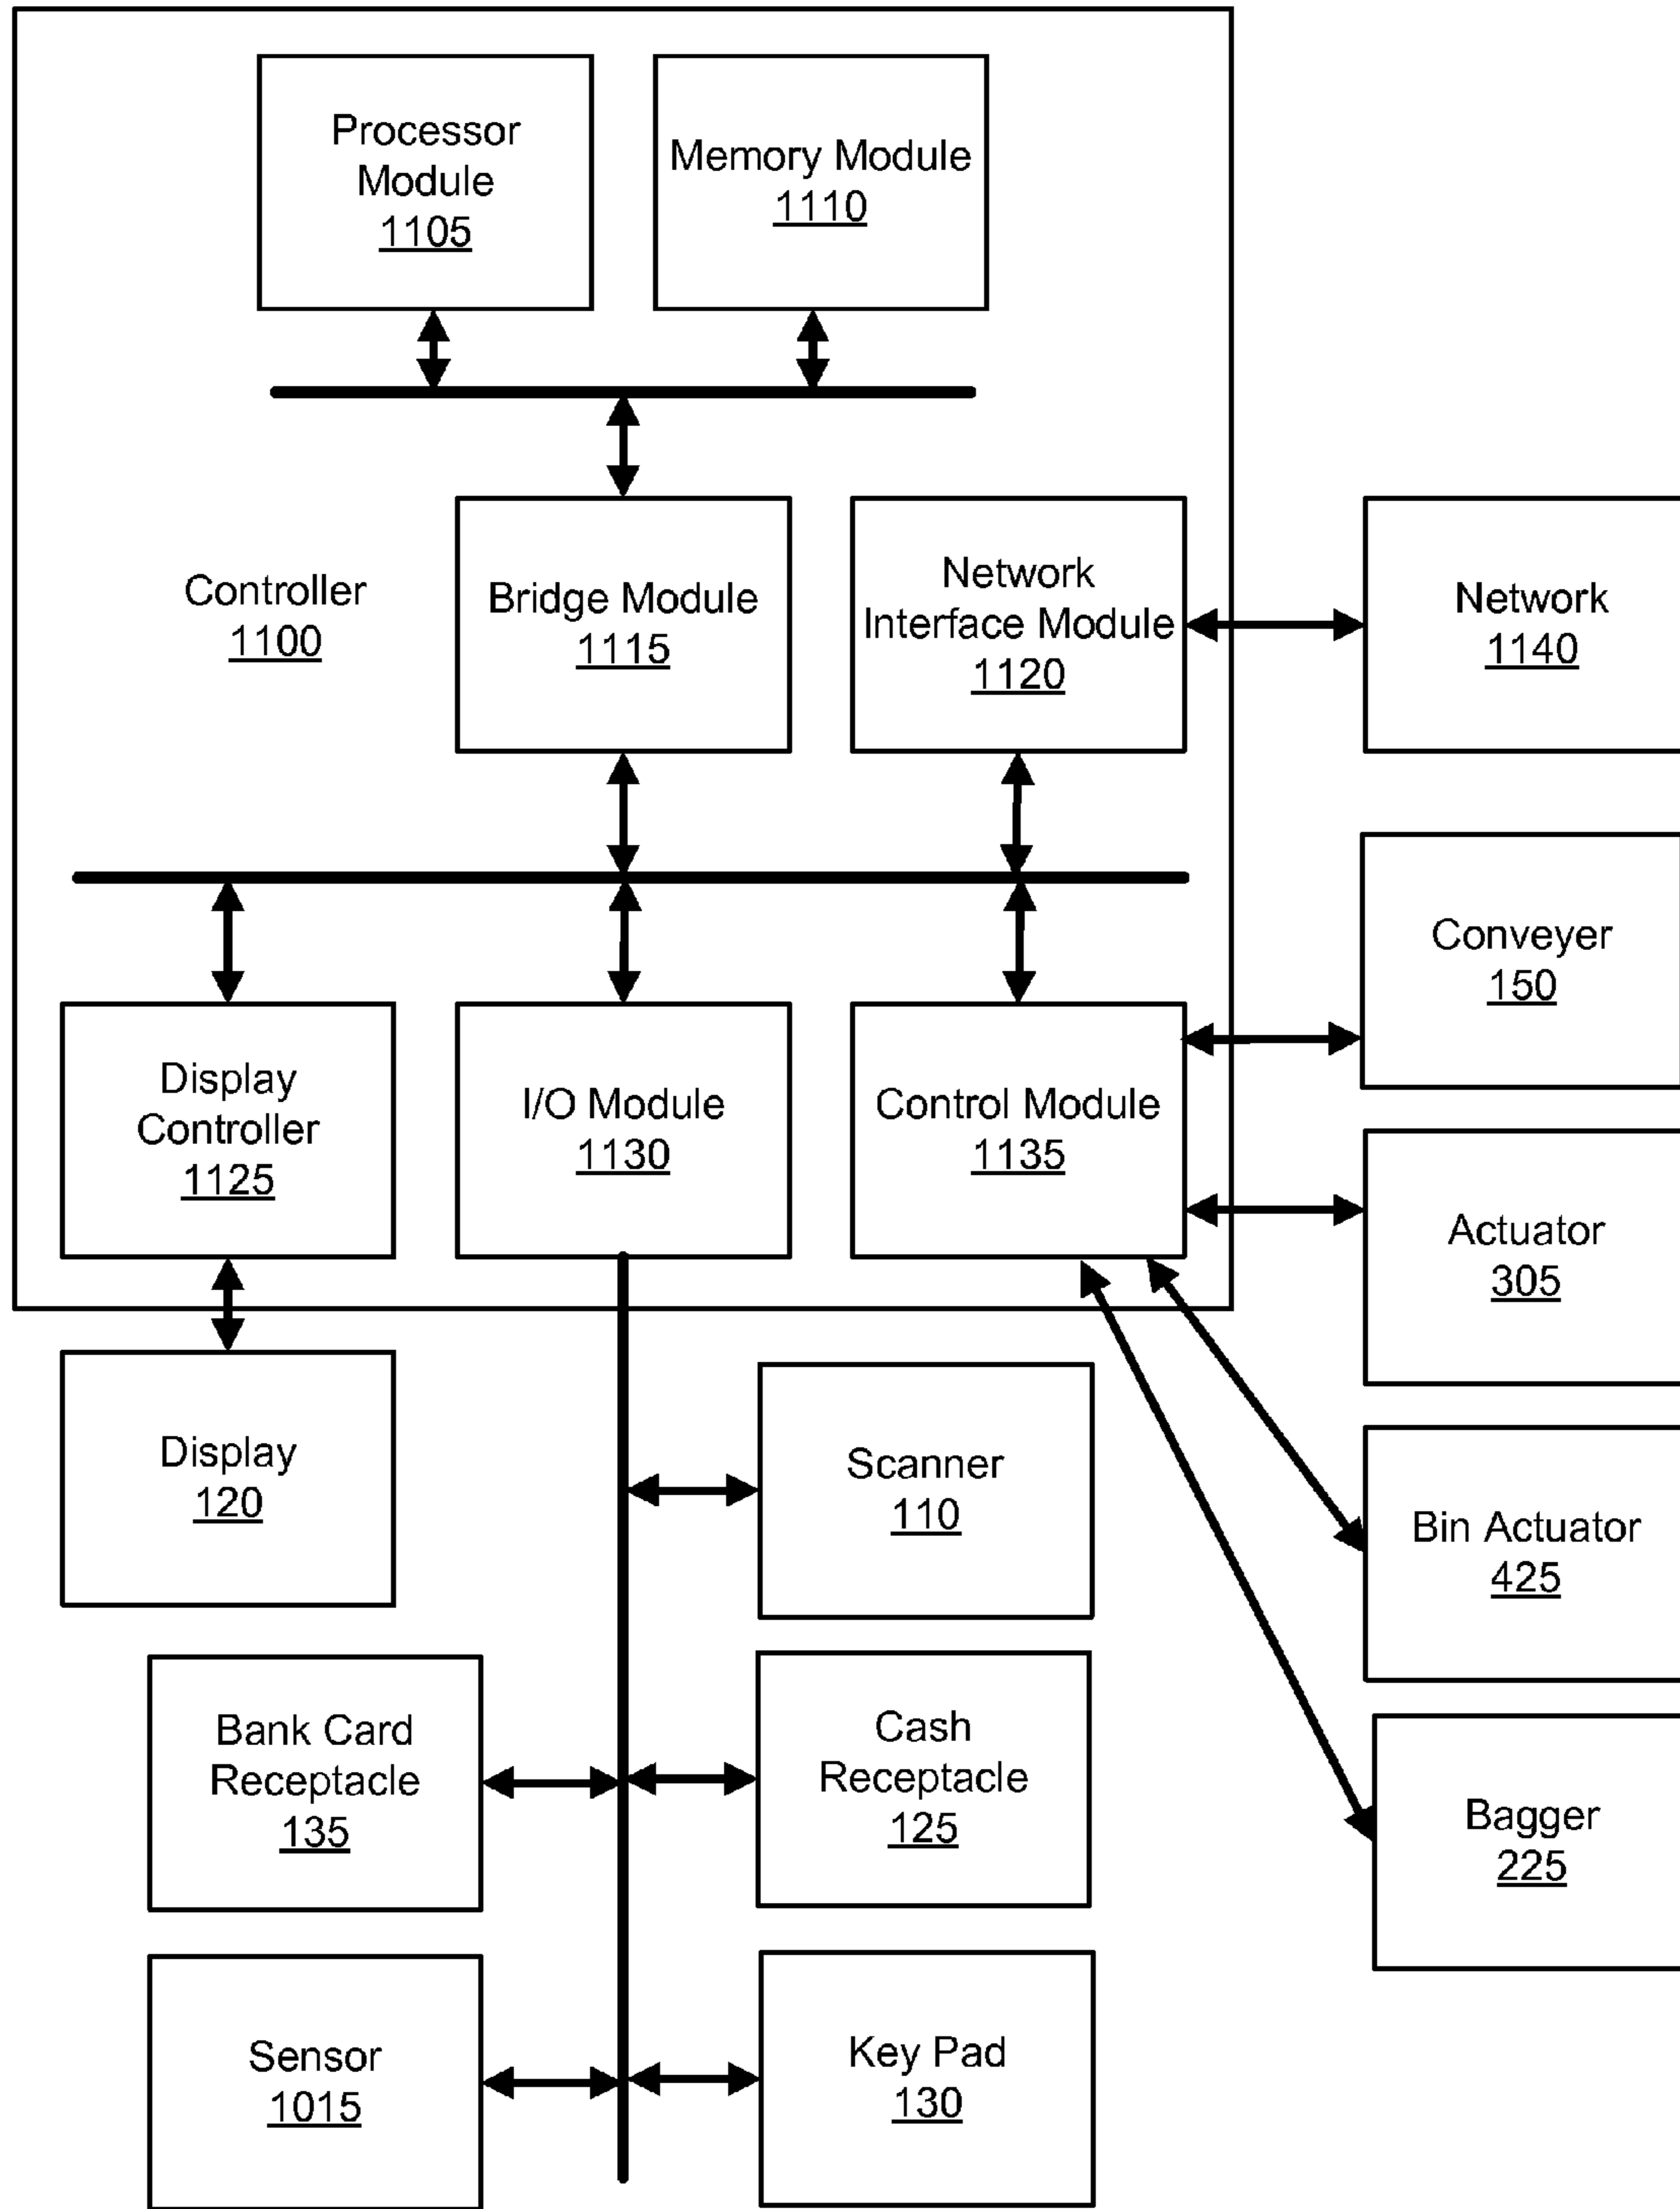 Processor
Module
1105
Memory Module
1110
Controller
1100
Bridge Module
1115
Network
Interface Module
1120
Network
1140
Conveyer
150
Display
Controller
1125
I/O Module
1130
Control Module
1135
Actuator
305
Display
120
Scanner
110
Bin Actuator
425
Bank Card
Receptacle
135
Cash
Receptacle
125
Bagger
225
Sensor
1015
Key Pad
130